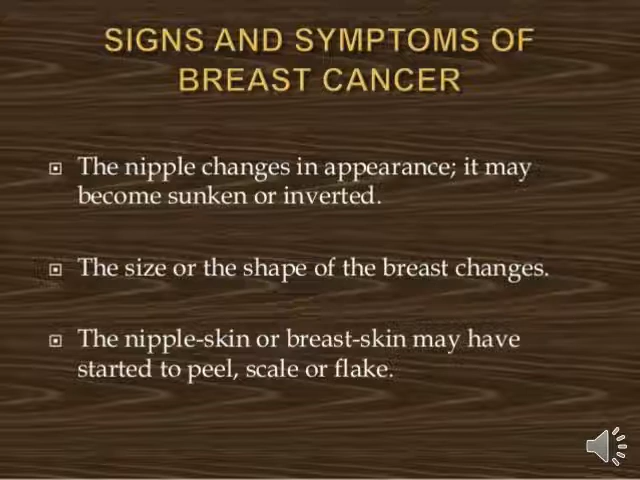 SIGNS AND SYMPTOMS OF
BREAST CANCER
The nipple changes in appearance; it may
become sunken or inverted.
The size or the shape of the breast changes.
The nipple-skin or breast-skin may have
started to peel, scale or flake.